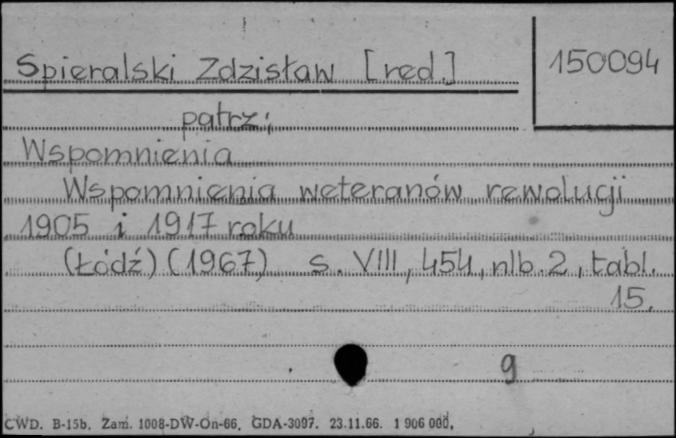 Spieralski Zdzisław [red.]
150094
patrz:
Wspomnienia
Wspomnienia weteranów rewolucji
1905 i 1917 roku
(Łódź) (1967) s. VIII, 454, nlb. 2, tabl.
15.
9
CWD. B-15b. Zam. 1008-DW-On-66. GDA-3097. 23.11.66. 1 906 000.